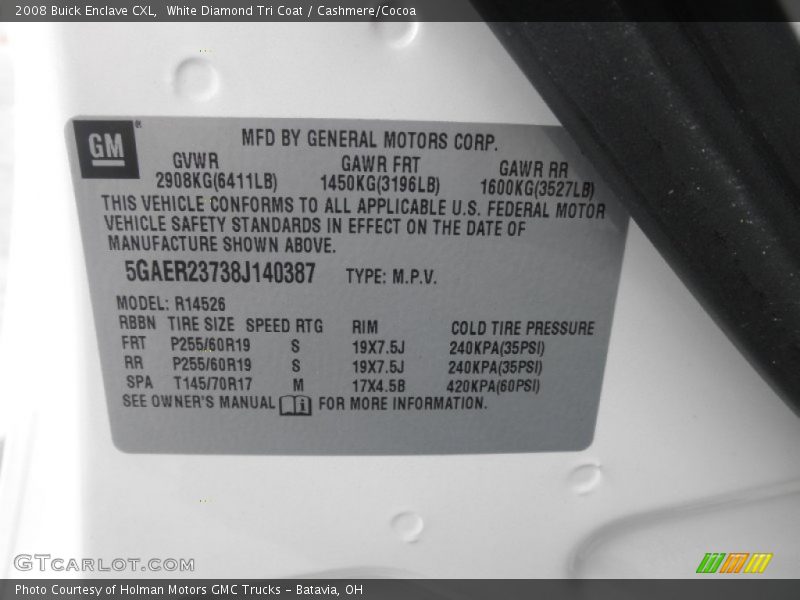 2008 Buick Enclave CXL, White Diamond Tri Coat / Cashmere/Cocoa
GM ®
MFD BY GENERAL MOTORS CORP.
GVWR GAWR FRT GAWR RR
2908KG(6411LB) 1450KG(3196LB) 1600KG(3527LB)
THIS VEHICLE CONFORMS TO ALL APPLICABLE U.S. FEDERAL MOTOR
VEHICLE SAFETY STANDARDS IN EFFECT ON THE DATE OF
MANUFACTURE SHOWN ABOVE.
5GAER23738J140387 TYPE: M.P.V.
MODEL: R14526
RBBN TIRE SIZE SPEED RTG RIM COLD TIRE PRESSURE
FRT P255/60R19 S 19X7.5J 240KPA(35PSI)
RR P255/60R19 S 19X7.5J 240KPA(35PSI)
SPA T145/70R17 M 17X4.5B 420KPA(60PSI)
SEE OWNER'S MANUAL i FOR MORE INFORMATION.
GTCARLOT.COM
Photo Courtesy of Holman Motors GMC Trucks - Batavia, OH